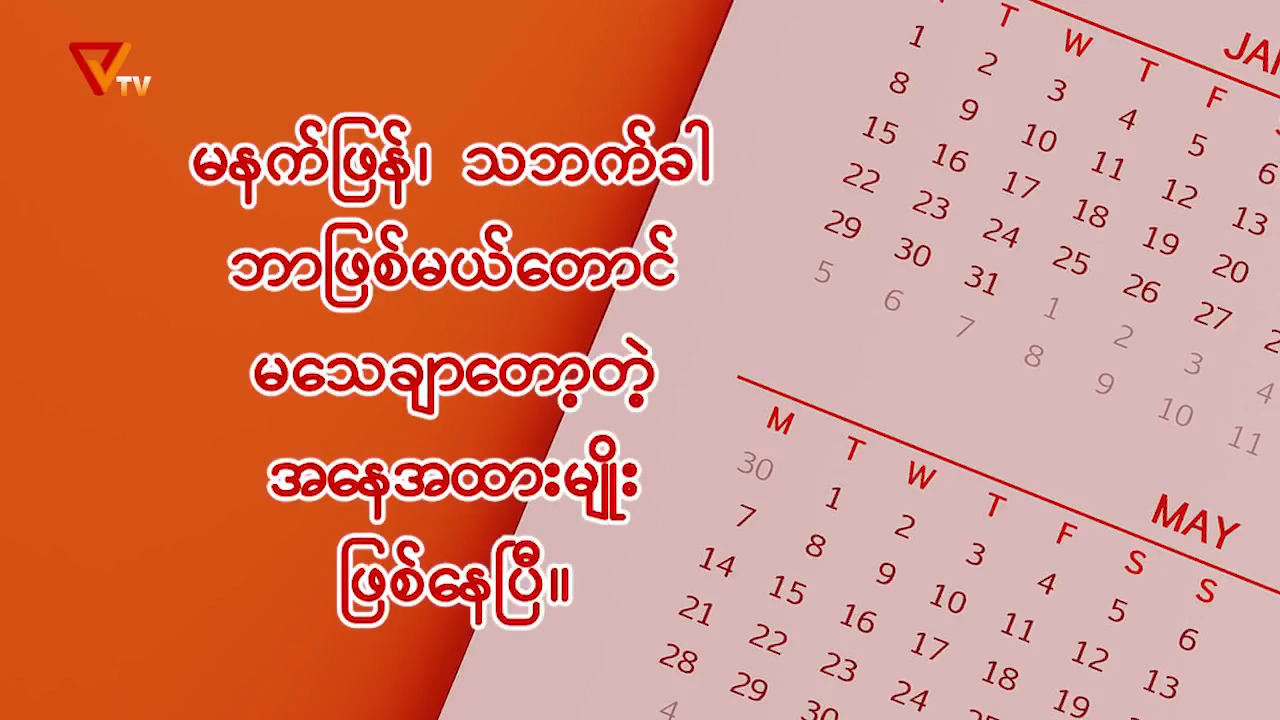 TV
မနက်ဖြန်၊ သဘက်ခါ
ဘာဖြစ်မယ်တောင်
မသေချာတော့တဲ့
အနေအထားမျိုး
ဖြစ်နေပြီ။
T W T F
1 2 3 4 5 6
8 9 10 11 12 13
15 16 17 18 19 20
22 23 24 25 26 27
29 30 31 1 2 3 4
5 6 7 8 9 10 11
MAY
M T W T F S S
30 1 2 3 4 5 6
7 8 9 10 11 12 13
14 15 16 17 18 19
21 22 23 24
28 29 30
4